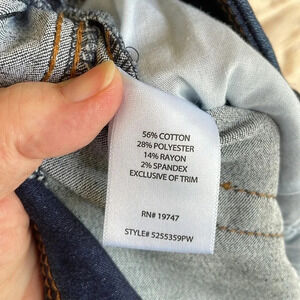 56% COTTON
28% POLYESTER
14% RAYON
2% SPANDEX
EXCLUSIVE OF TRIM
RN# 19747
STYLE# 5255359PW